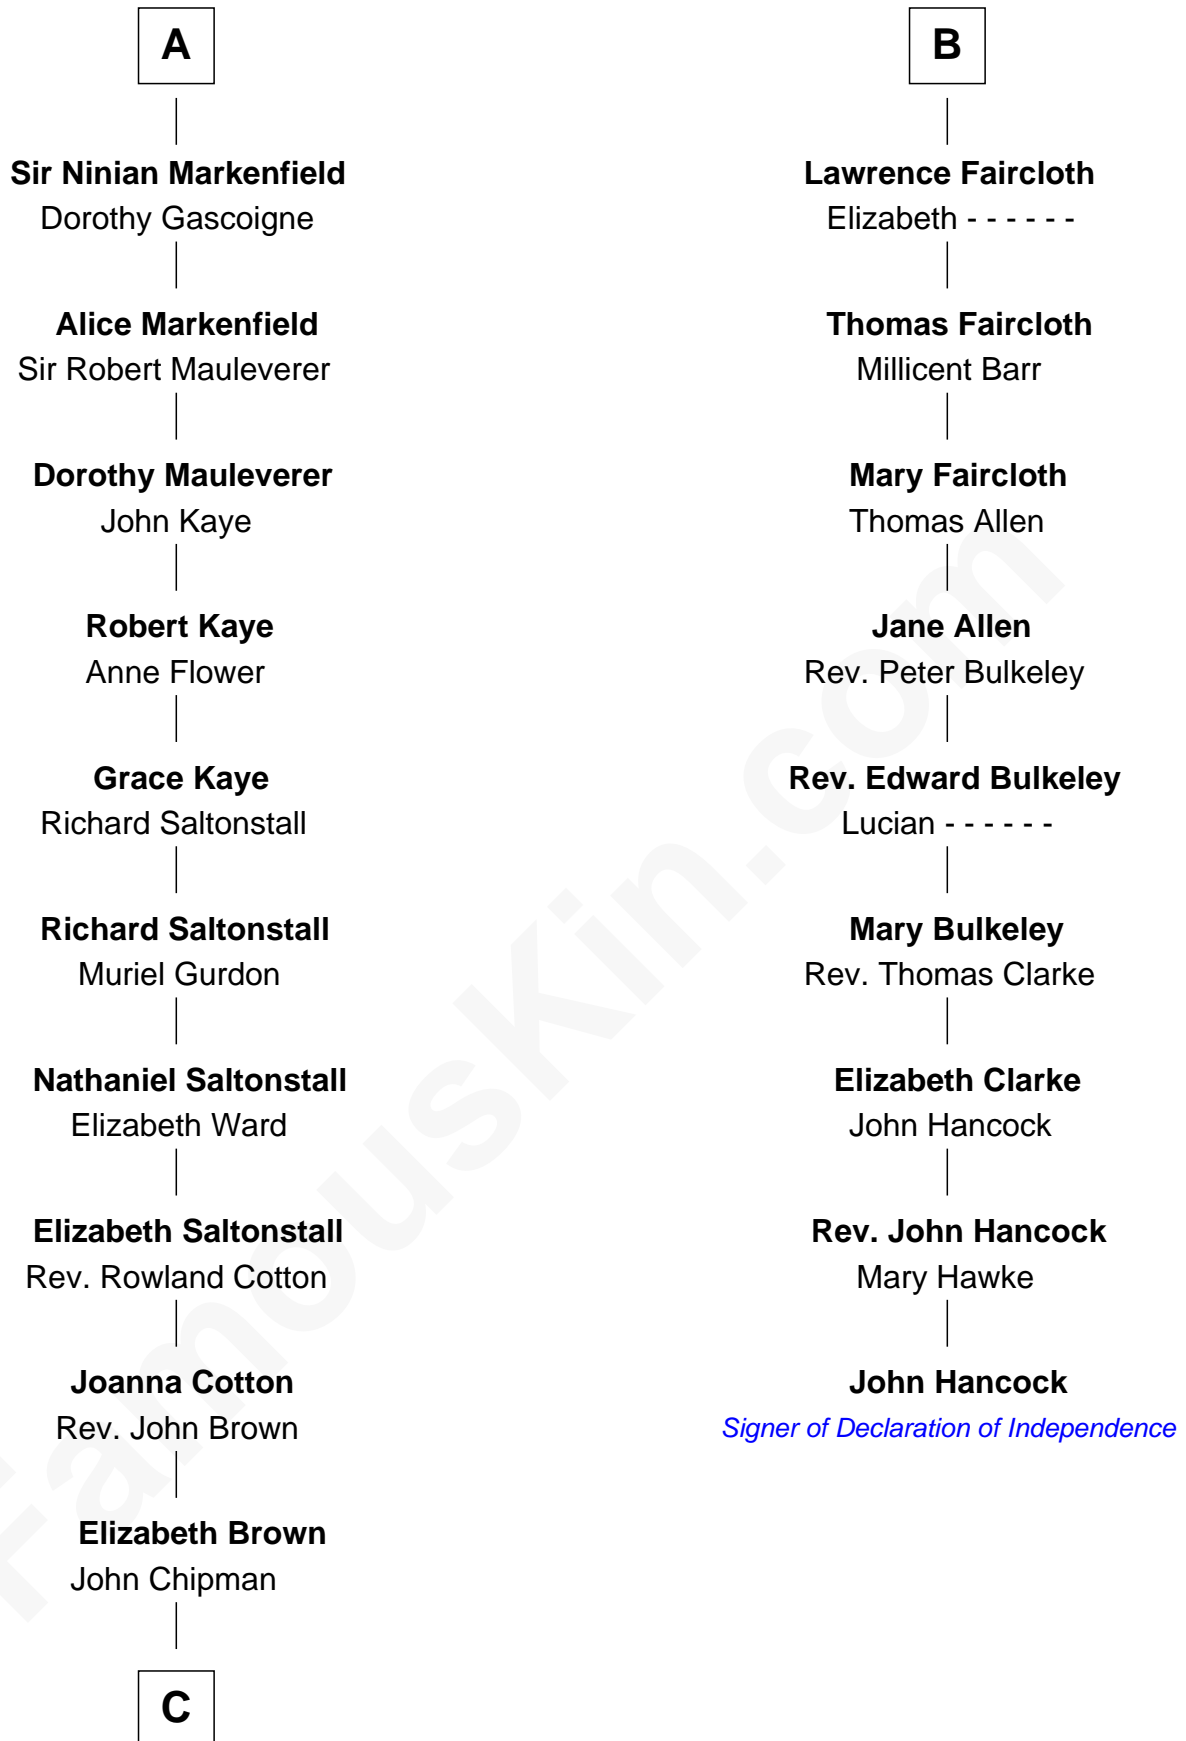 A
Sir Ninian Markenfield
Dorothy Gascoigne
Alice Markenfield
Sir Robert Mauleverer
Dorothy Mauleverer
John Kaye
Robert Kaye
Anne Flower
Grace Kaye
Richard Saltonstall
Richard Saltonstall
Muriel Gurdon
Nathaniel Saltonstall
Elizabeth Ward
Elizabeth Saltonstall
Rev. Rowland Cotton
Joanna Cotton
Rev. John Brown
Elizabeth Brown
John Chipman
C
B
Lawrence Faircloth
Elizabeth - - - - - -
Thomas Faircloth
Millicent Barr
Mary Faircloth
Thomas Allen
Jane Allen
Rev. Peter Bulkeley
Rev. Edward Bulkeley
Lucian - - - - - -
Mary Bulkeley
Rev. Thomas Clarke
Elizabeth Clarke
John Hancock
Rev. John Hancock
Mary Hawke
John Hancock
Signer of Declaration of Independence
FamousKin.com